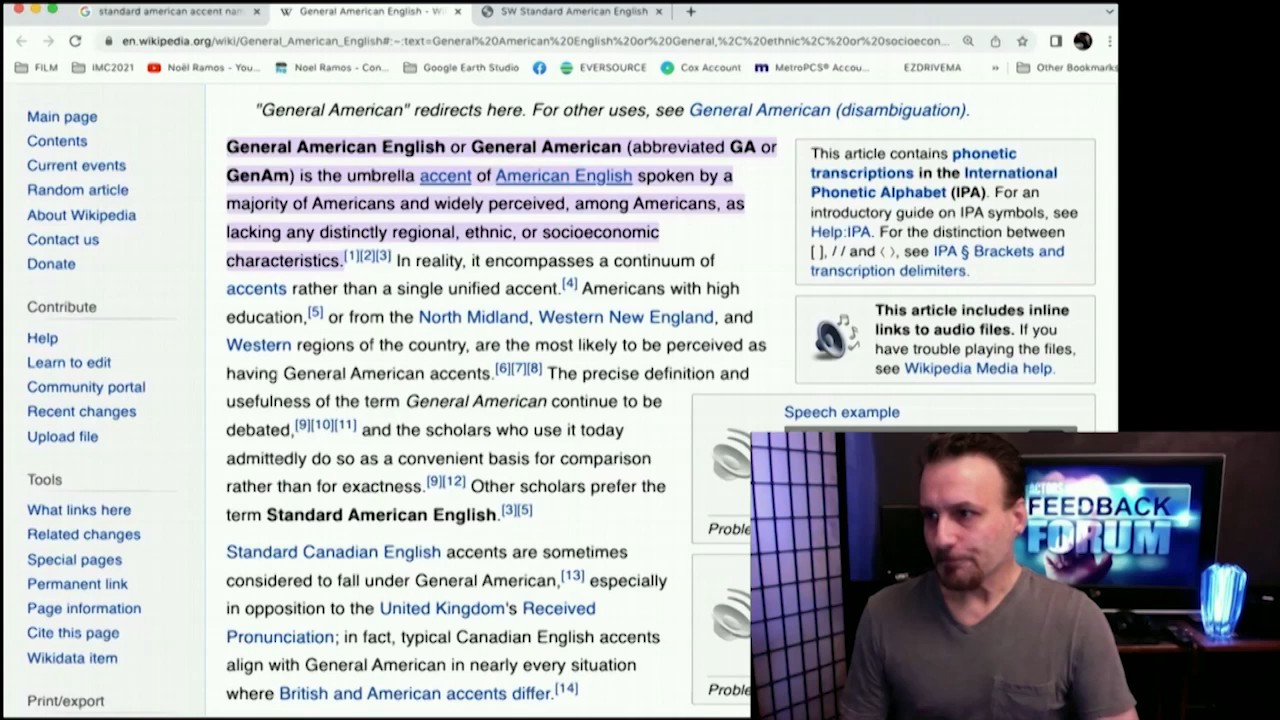 standard american accent nam
General American English - W
SW Standard American English
en.wikipedia.org/wiki/General_American_English#:~:text=General%20American%20English%20or%20General,%2C%20ethnic%2C%20or%20socioecon...
FILM
IMC2021
Noël Ramos - You...
Noel Ramos - Con...
Google Earth Studio
EVERSOURCE
Cox Account
MetroPCS® Accou...
EZDRIVEMA
»
Other Bookmarks
Main page
Contents
Current events
Random article
About Wikipedia
Contact us
Donate
Contribute
Help
Learn to edit
Community portal
Recent changes
Upload file
Tools
What links here
Related changes
Special pages
Permanent link
Page information
Cite this page
Wikidata item
Print/export
"General American" redirects here. For other uses, see General American (disambiguation).
General American English or General American (abbreviated GA or
GenAm) is the umbrella accent of American English spoken by a
majority of Americans and widely perceived, among Americans, as
lacking any distinctly regional, ethnic, or socioeconomic
characteristics.[1][2][3] In reality, it encompasses a continuum of
accents rather than a single unified accent.[4] Americans with high
education,[5] or from the North Midland, Western New England, and
Western regions of the country, are the most likely to be perceived as
having General American accents.[6][7][8] The precise definition and
usefulness of the term General American continue to be
debated,[9][10][11] and the scholars who use it today
admittedly do so as a convenient basis for comparison
rather than for exactness.[9][12] Other scholars prefer the
term Standard American English.[3][5]
Standard Canadian English accents are sometimes
considered to fall under General American,[13] especially
in opposition to the United Kingdom's Received
Pronunciation; in fact, typical Canadian English accents
align with General American in nearly every situation
where British and American accents differ.[14]
This article contains phonetic
transcriptions in the International
Phonetic Alphabet (IPA). For an
introductory guide on IPA symbols, see
Help:IPA. For the distinction between
[ ], / / and ⟨ ⟩, see IPA § Brackets and
transcription delimiters.
This article includes inline
links to audio files. If you
have trouble playing the files,
see Wikipedia Media help.
Speech example
Proble
Proble
ACTORS
FEEDBACK
FORUM